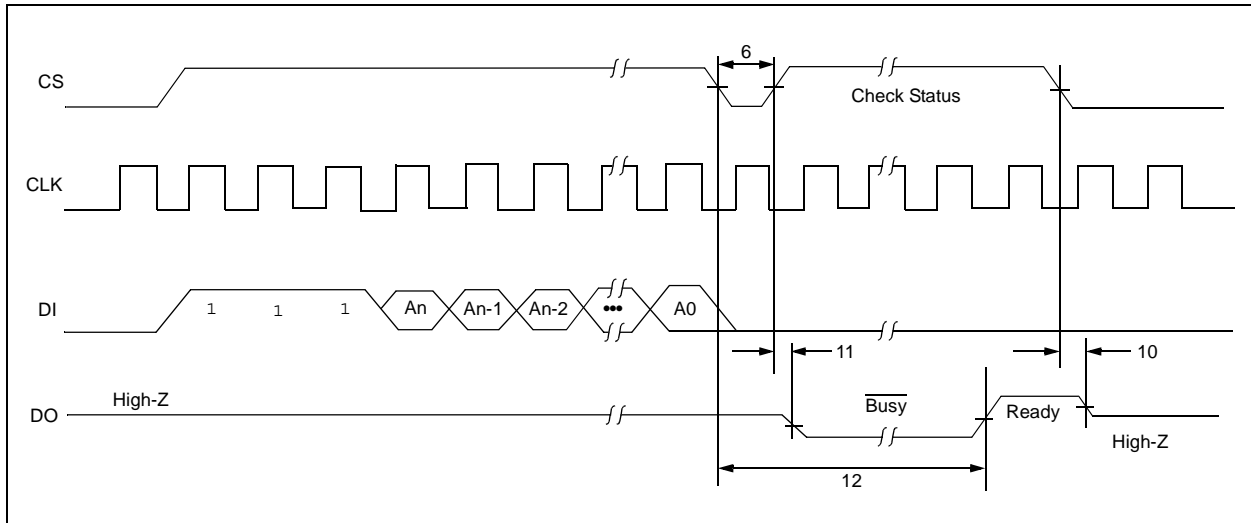 6
CS
Check Status
CLK
DI
1 1 1 An An-1 An-2 ••• A0
11
10
DO
High-Z
Busy
Ready
High-Z
12